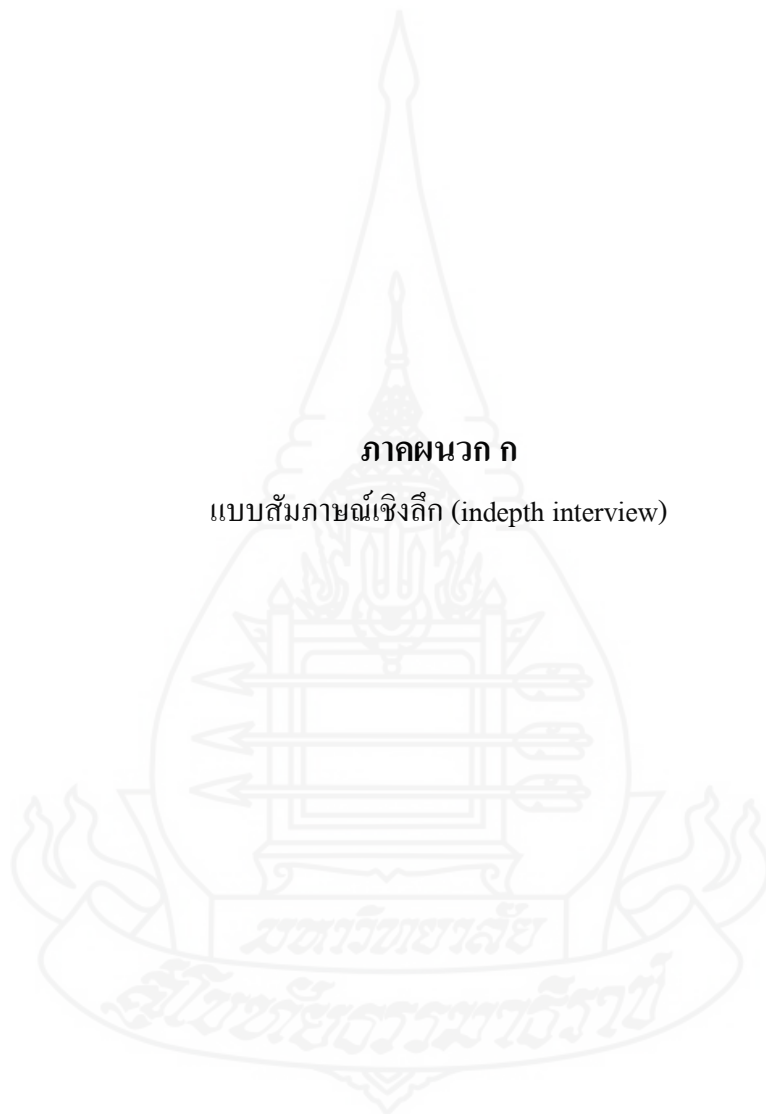 ภาคผนวก ก
แบบสัมภาษณ์เชิงลึก (indepth interview)
มหาวิทยาลัย
สุโขทัยธรรมาธิราช